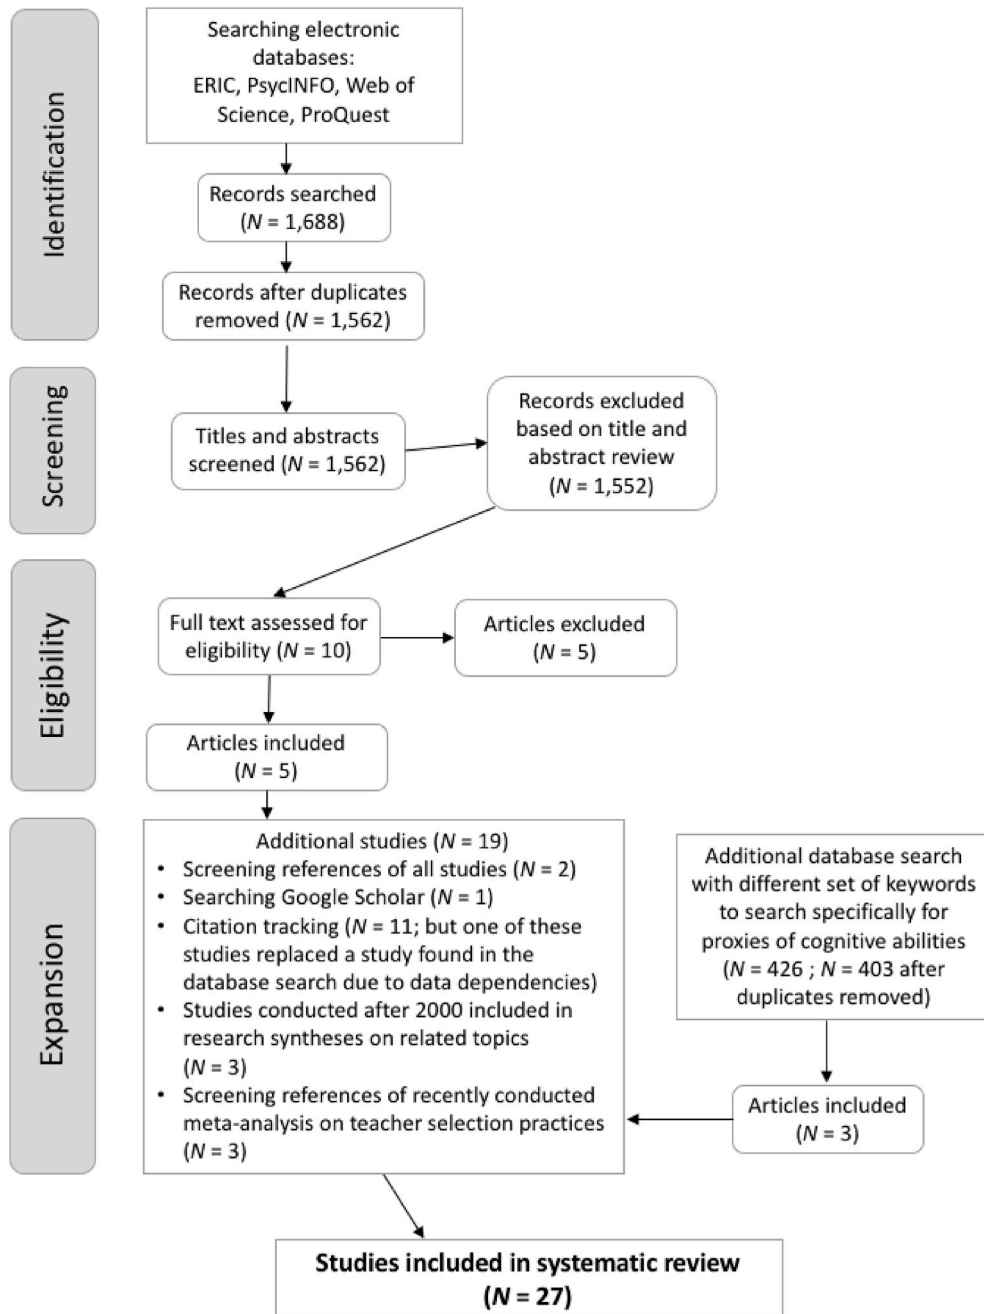 Identification
Searching electronic
databases:
ERIC, PsycINFO, Web of
Science, ProQuest
Records searched
(N = 1,688)
Records after duplicates
removed (N = 1,562)
Screening
Titles and abstracts
screened (N = 1,562)
Records excluded
based on title and
abstract review
(N = 1,552)
Eligibility
Full text assessed for
eligibility (N = 10)
Articles excluded
(N = 5)
Articles included
(N = 5)
Expansion
Additional studies (N = 19)
• Screening references of all studies (N = 2)
• Searching Google Scholar (N = 1)
• Citation tracking (N = 11; but one of these
studies replaced a study found in the
database search due to data dependencies)
• Studies conducted after 2000 included in
research syntheses on related topics
(N = 3)
• Screening references of recently conducted
meta-analysis on teacher selection practices
(N = 3)
Additional database search
with different set of keywords
to search specifically for
proxies of cognitive abilities
(N = 426 ; N = 403 after
duplicates removed)
Articles included
(N = 3)
Studies included in systematic review
(N = 27)